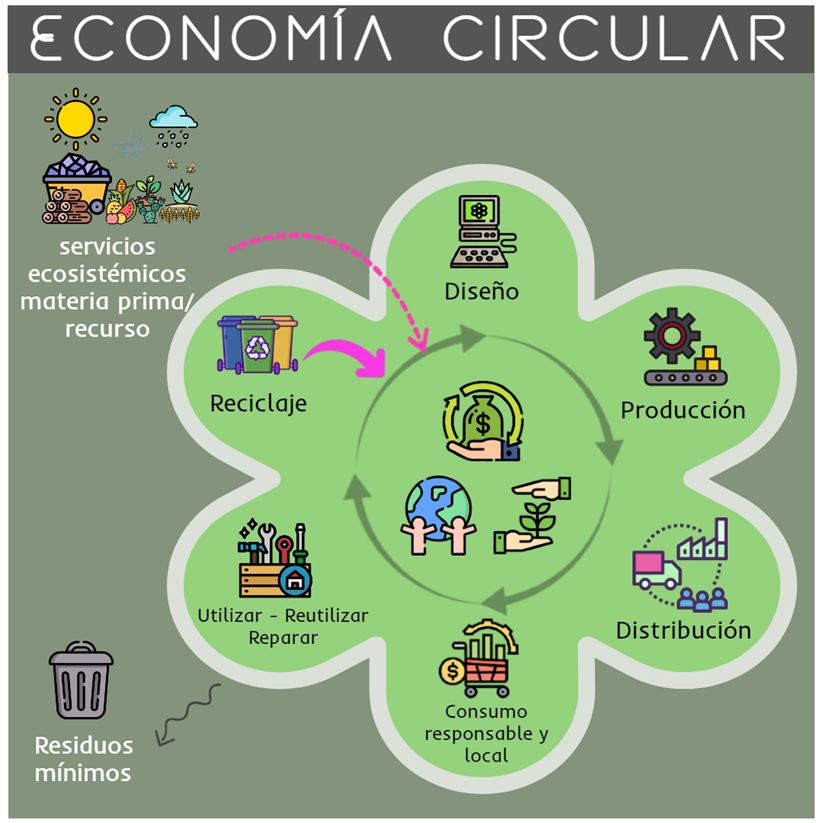 ECONOMÍA CIRCULAR
servicios
ecosistémicos
materia prima/
recurso
Diseño
Reciclaje
Producción
Utilizar - Reutilizar
Reparar
Distribución
Consumo
responsable y
local
Residuos
mínimos